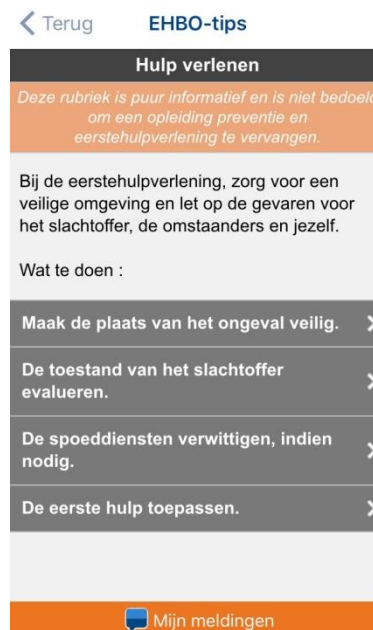 Terug EHBO-tips
Hulp verlenen
Deze rubriek is puur informatief en is niet bedoeld
om een opleiding preventie en
eerstehulpverlening te vervangen.
Bij de eerstehulpverlening, zorg voor een
veilige omgeving en let op de gevaren voor
het slachtoffer, de omstaanders en jezelf.
Wat te doen :
Maak de plaats van het ongeval veilig.
De toestand van het slachtoffer
evalueren.
De spoeddiensten verwittigen, indien
nodig.
De eerste hulp toepassen.
Mijn meldingen